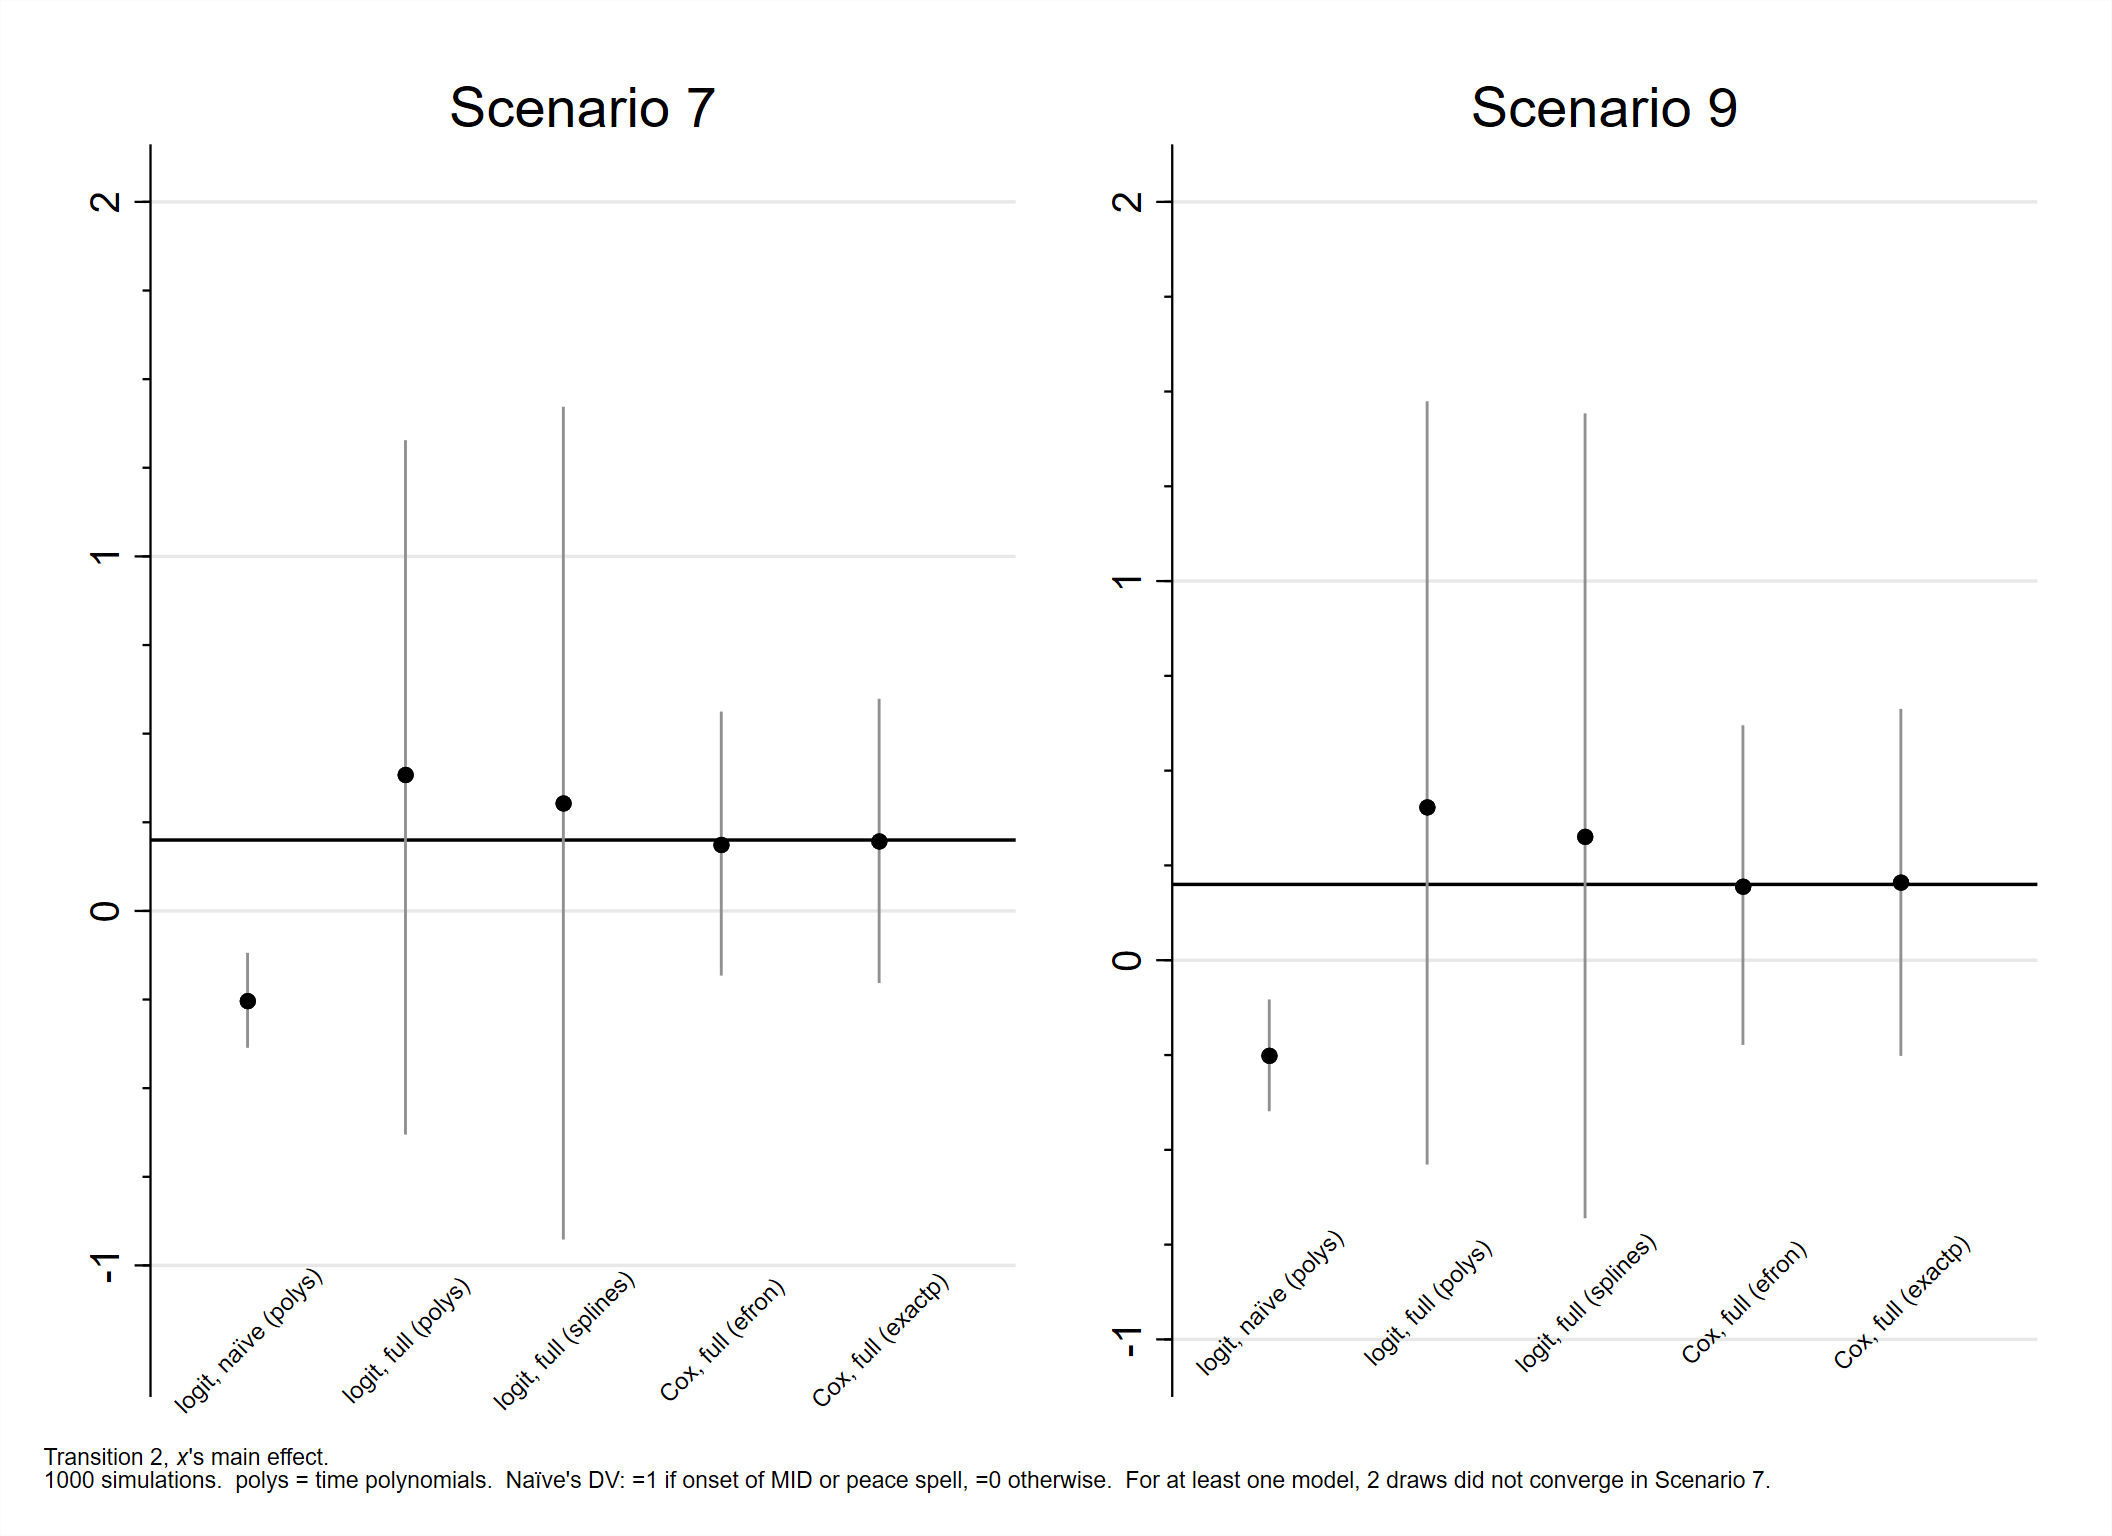 Scenario 7
2
1
0
-1
logit, naïve (polys)
logit, full (polys)
logit, full (splines)
Cox, full (efron)
Cox, full (exactp)
Scenario 9
2
1
0
-1
logit, naïve (polys)
logit, full (polys)
logit, full (splines)
Cox, full (efron)
Cox, full (exactp)
Transition 2, x's main effect.
1000 simulations.  polys = time polynomials.  Naïve's DV: =1 if onset of MID or peace spell, =0 otherwise.  For at least one model, 2 draws did not converge in Scenario 7.